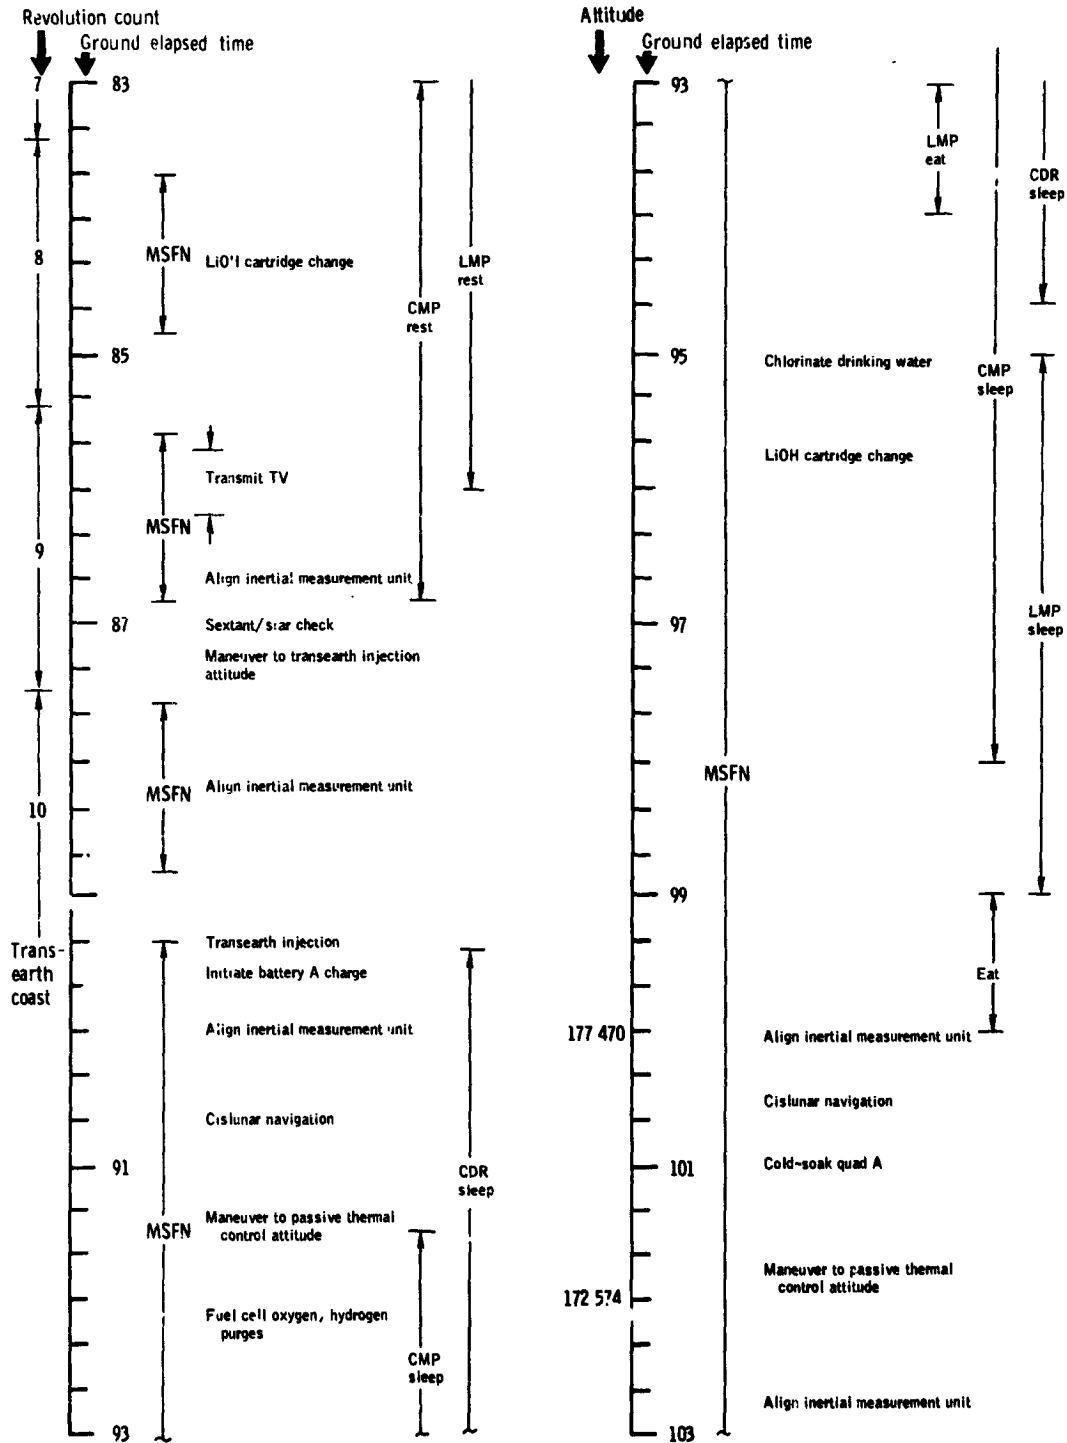 Revolution count
Ground elapsed time
7
83
MSFN
LiO'I cartridge change
8
LMP
rest
CMP
rest
85
Transmit TV
MSFN
9
Align inertial measurement unit
87
Sextant/star check
Maneuver to transearth injection
attitude
MSFN
Align inertial measurement unit
10
Trans-
earth
coast
Transearth injection
Initiate battery A charge
Align inertial measurement unit
Cislunar navigation
91
CDR
sleep
MSFN
Maneuver to passive thermal
control attitude
Fuel cell oxygen, hydrogen
purges
CMP
sleep
93
Altitude
Ground elapsed time
93
LMP
eat
CDR
sleep
95
Chlorinate drinking water
CMP
sleep
LiOH cartridge change
97
LMP
sleep
MSFN
99
Eat
177 470
Align inertial measurement unit
Cislunar navigation
101
Cold-soak quad A
Maneuver to passive thermal
control attitude
172 574
Align inertial measurement unit
103